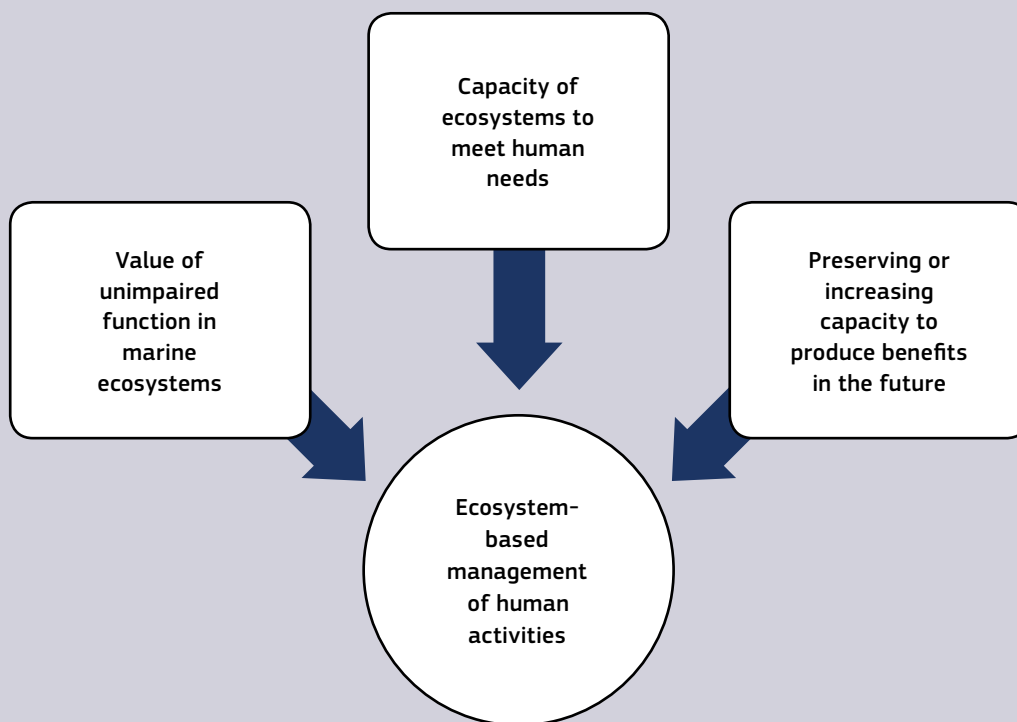 Capacity of
ecosystems to
meet human
needs
Value of
unimpaired
function in
marine
ecosystems
Preserving or
increasing
capacity to
produce benefits
in the future
Ecosystem-
based
management
of human
activities